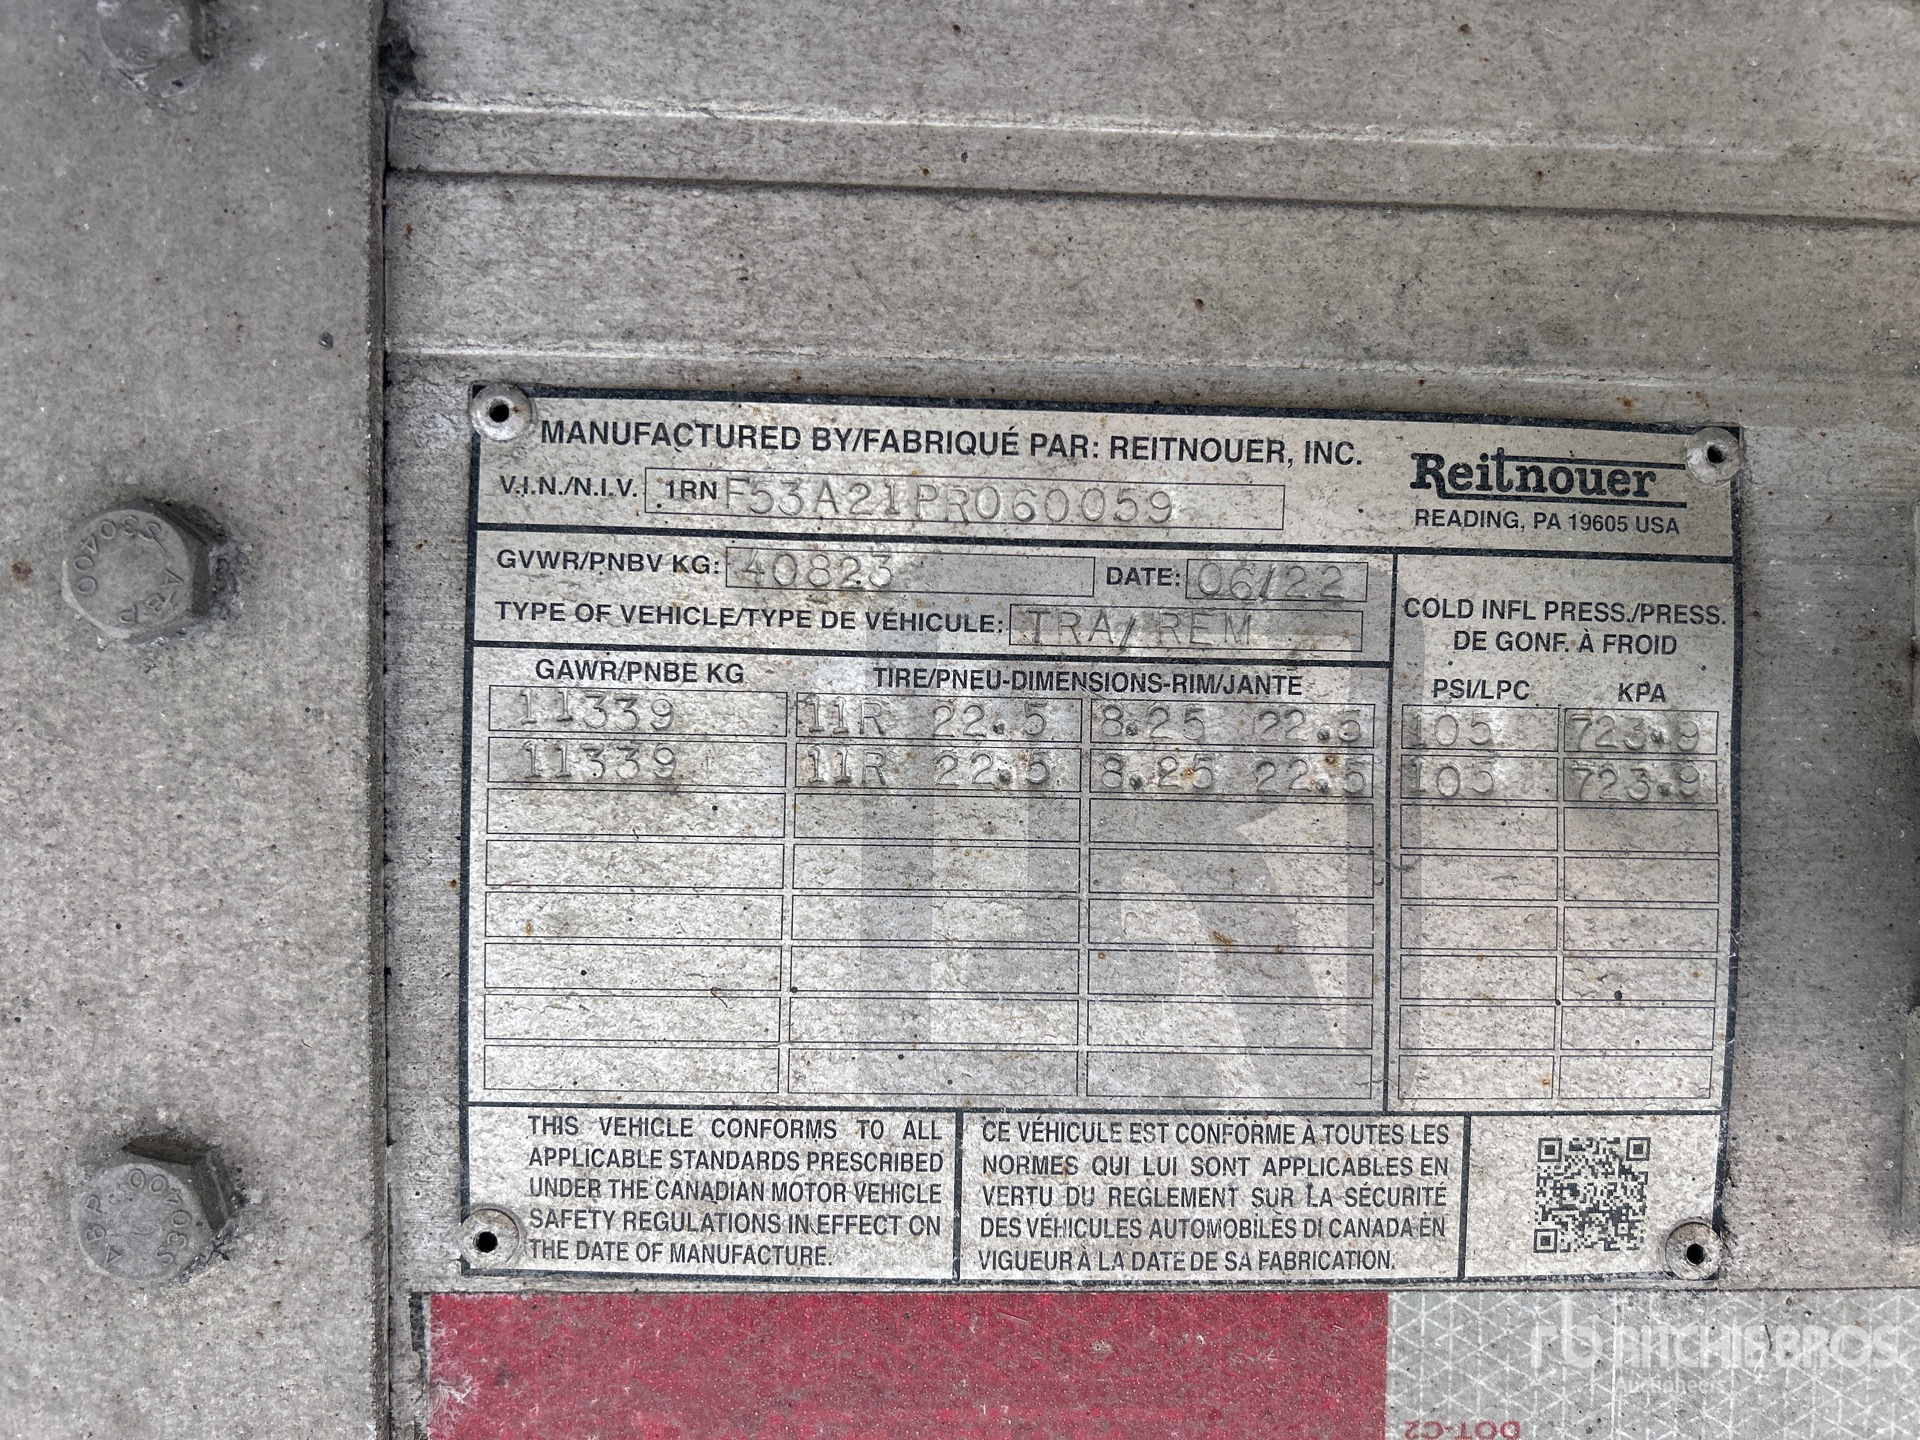 MANUFACTURED BY/FABRIQUÉ PAR: REITNOUER, INC.
V.I.N./N.I.V. 1RNF53A21PR060059
Reitnouer
READING, PA 19605 USA
GVWR/PNBV KG: 40823 DATE: 06/22
TYPE OF VEHICLE/TYPE DE VÉHICULE: TRA/REM
COLD INFL PRESS./PRESS.
DE GONF. À FROID
GAWR/PNBE KG TIRE/PNEU-DIMENSIONS-RIM/JANTE PSI/LPC KPA
11339 11R 22.5 8.25 22.5 105 723.9
11339 11R 22.5 8.25 22.5 105 723.9
THIS VEHICLE CONFORMS TO ALL
APPLICABLE STANDARDS PRESCRIBED
UNDER THE CANADIAN MOTOR VEHICLE
SAFETY REGULATIONS IN EFFECT ON
THE DATE OF MANUFACTURE.
CE VÉHICULE EST CONFORME À TOUTES LES
NORMES QUI LUI SONT APPLICABLES EN
VERTU DU REGLEMENT SUR LA SÉCURITÉ
DES VÉHICULES AUTOMOBILES DI CANADA EN
VIGUEUR À LA DATE DE SA FABRICATION.
rb RITCHIE BROS.
Auctioneers
DOT-C2